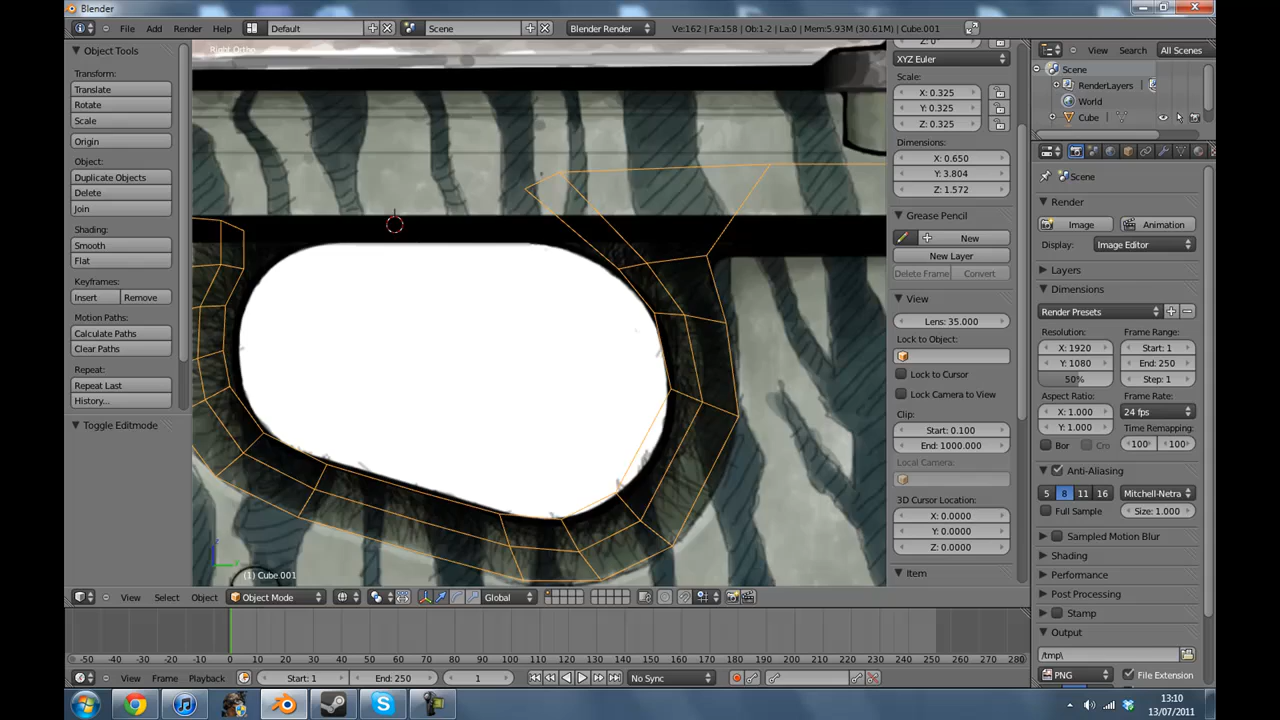 Blender
File Add Render Help Default Scene Blender Render Ve:162 | Fa:158 | Ob:1-2 | La:0 | Mem:5.93M (30.61M) | Cube.001
Object Tools
Transform:
Translate
Rotate
Scale
Origin
Object:
Duplicate Objects
Delete
Join
Shading:
Smooth
Flat
Keyframes:
Insert Remove
Motion Paths:
Calculate Paths
Clear Paths
Repeat:
Repeat Last
History...
Toggle Editmode
Right Ortho
(1) Cube.001
XYZ Euler
Scale:
X: 0.325
Y: 0.325
Z: 0.325
Dimensions:
X: 0.650
Y: 3.804
Z: 1.572
Grease Pencil
New
New Layer
Delete Frame Convert
View
Lens: 35.000
Lock to Object:
Lock to Cursor
Lock Camera to View
Clip:
Start: 0.100
End: 1000.000
Local Camera:
3D Cursor Location:
X: 0.0000
Y: 0.0000
Z: 0.0000
Item
View Search All Scenes
Scene
RenderLayers
World
Cube
Scene
Render
Image Animation
Display: Image Editor
Layers
Dimensions
Render Presets
Resolution: Frame Range:
X: 1920 Start: 1
Y: 1080 End: 250
50% Step: 1
Aspect Ratio: Frame Rate:
X: 1.000 24 fps
Y: 1.000 Time Remapping:
Bor Cro 100 100
Anti-Aliasing
5 8 11 16 Mitchell-Netra
Full Sample Size: 1.000
Sampled Motion Blur
Shading
Performance
Post Processing
Stamp
Output
/tmp\
PNG File Extension
View Select Object Object Mode Global
-50 -40 -30 -20 -10 0 10 20 30 40 50 60 70 80 90 100 110 120 130 140 150 160 170 180 190 200 210 220 230 240 250 260 270 280
View Frame Playback Start: 1 End: 250 1 No Sync
13:10
13/07/2011